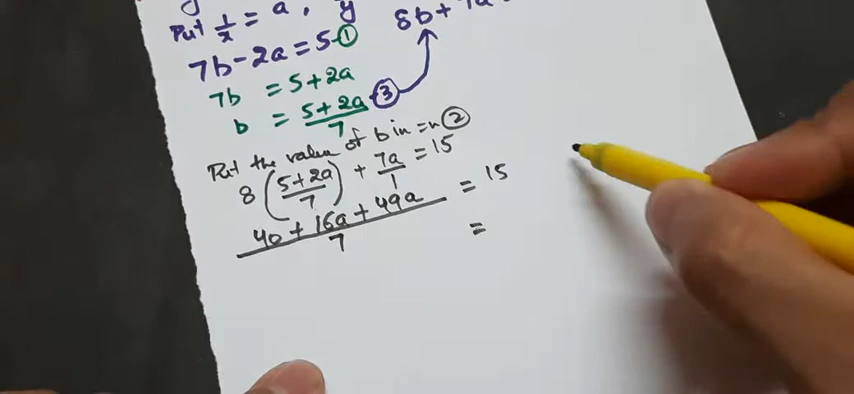 Put 1/x = a, y
8b + 7a
7b - 2a = 5 - ①
7b = 5 + 2a
b = 5 + 2a / 7 - ③
Put the value of b in = n ②
8 ( 5 + 2a / 7 ) + 7a / 1 = 15
40 + 16a + 49a / 7 = 15
=